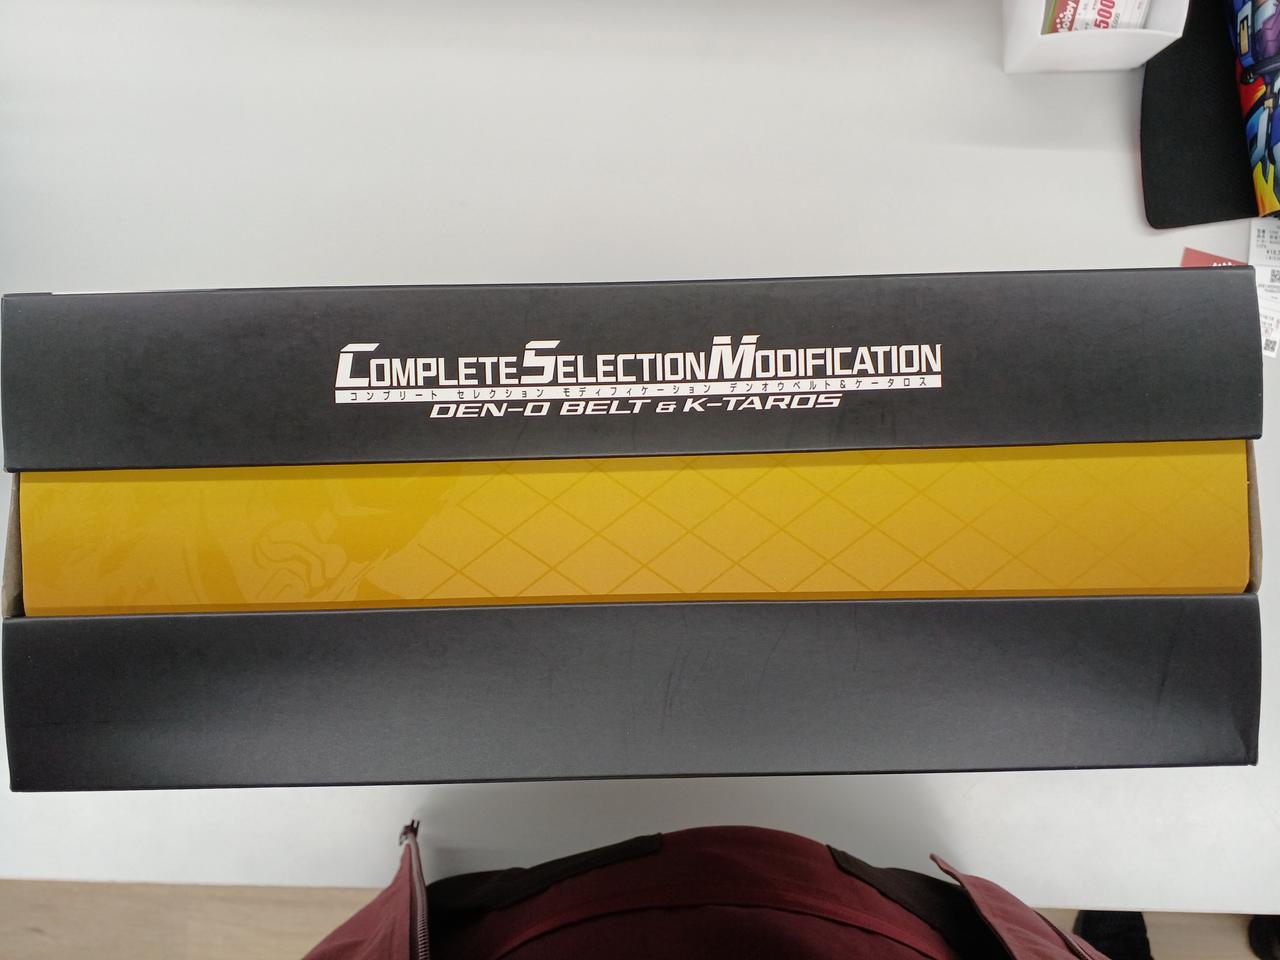 500
COMPLETE SELECTION MODIFICATION
コンプリート セレクション モディフィケーション デンオウベルト&ケータロス
DEN-O BELT & K-TAROS